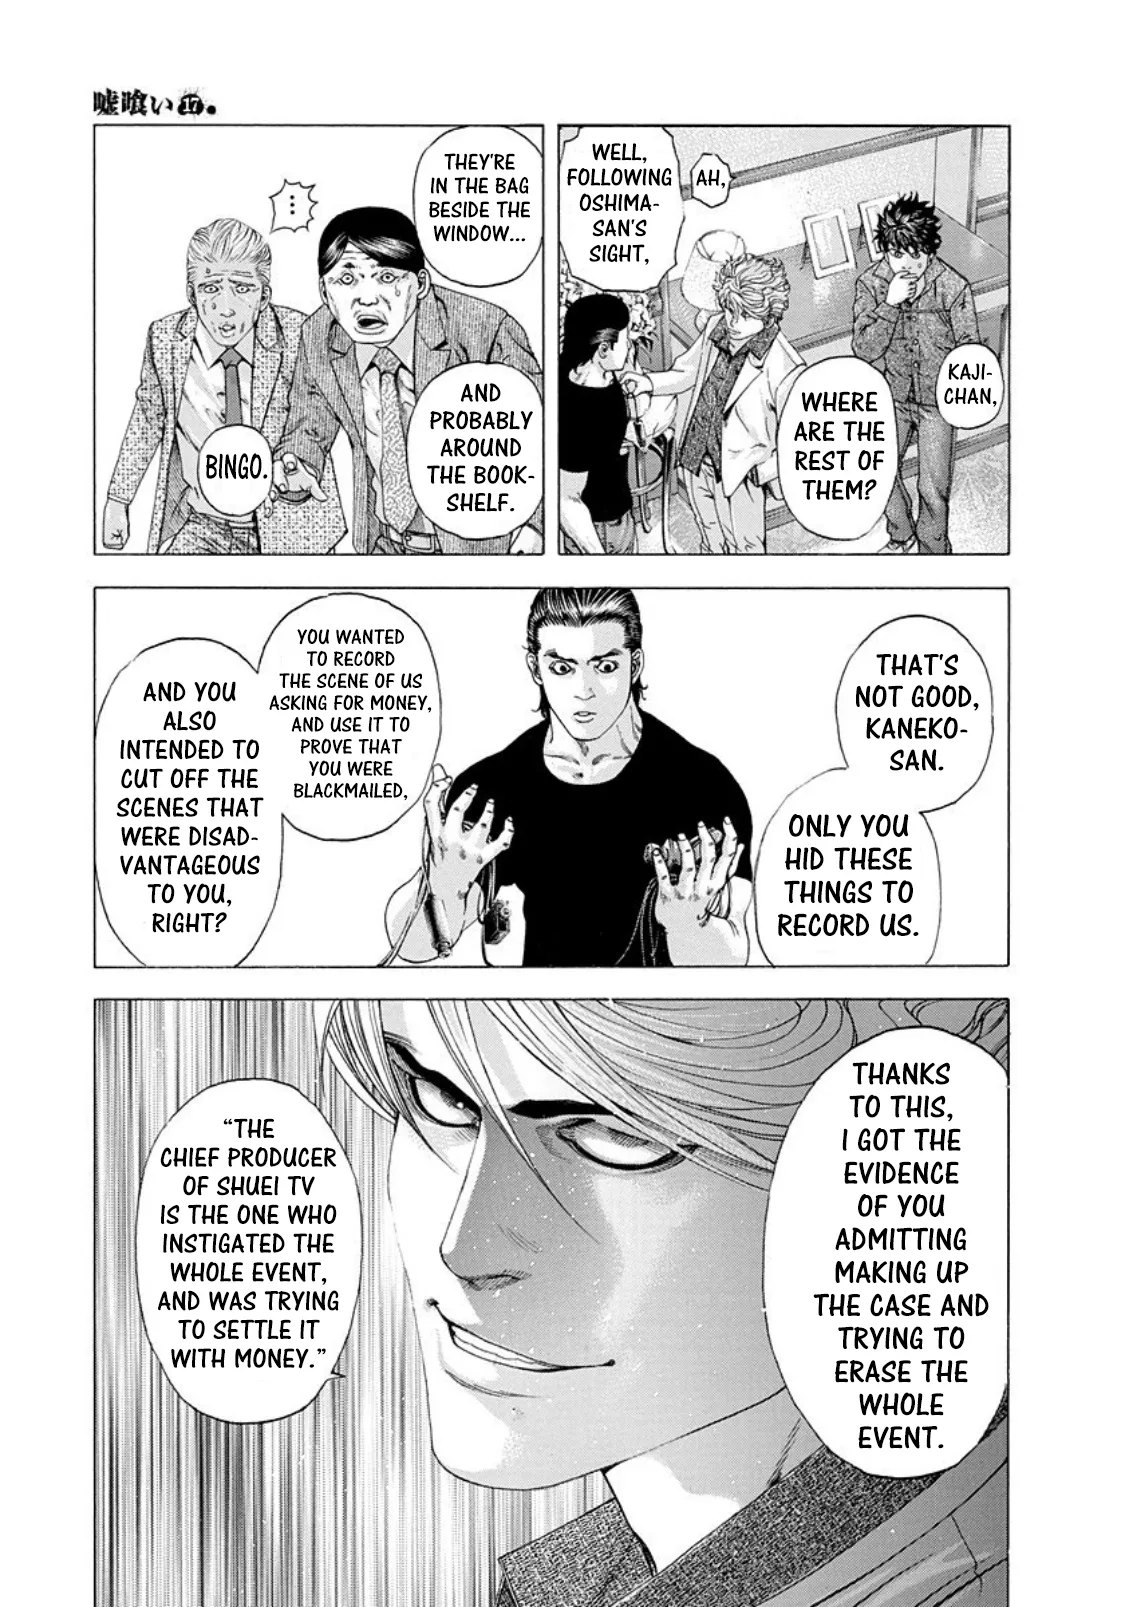 嘘喰い 17.
AH,
KAJI-
CHAN,
WHERE
ARE THE
REST OF
THEM?
WELL,
FOLLOWING
OSHIMA-
SAN'S
SIGHT,
THEY'RE
IN THE BAG
BESIDE THE
WINDOW...
AND
PROBABLY
AROUND
THE BOOK-
SHELF.
...
BINGO.
THAT'S
NOT GOOD,
KANEKO-
SAN.
ONLY YOU
HID THESE
THINGS TO
RECORD US.
YOU WANTED
TO RECORD
THE SCENE OF US
ASKING FOR MONEY,
AND USE IT TO
PROVE THAT
YOU WERE
BLACKMAILED,
AND YOU
ALSO
INTENDED TO
CUT OFF THE
SCENES THAT
WERE DISAD-
VANTAGEOUS
TO YOU,
RIGHT?
THANKS
TO THIS,
I GOT THE
EVIDENCE
OF YOU
ADMITTING
MAKING UP
THE CASE AND
TRYING TO
ERASE THE
WHOLE
EVENT.
“THE
CHIEF PRODUCER
OF SHUEI TV
IS THE ONE WHO
INSTIGATED THE
WHOLE EVENT,
AND WAS TRYING
TO SETTLE IT
WITH MONEY.”